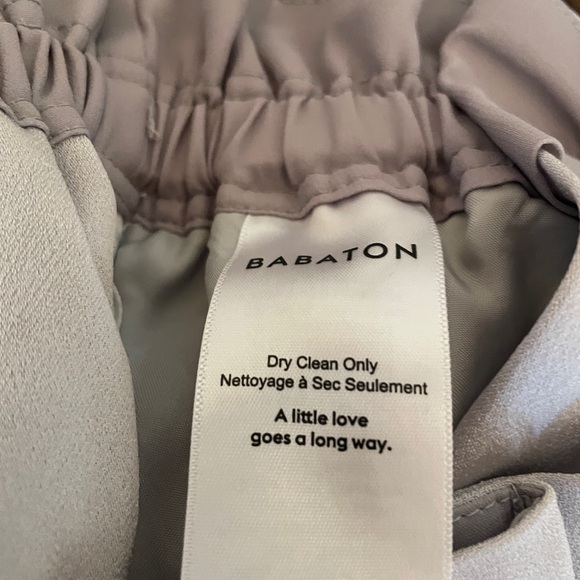 BABATON
Dry Clean Only
Nettoyage à Sec Seulement
A little love
goes a long way.